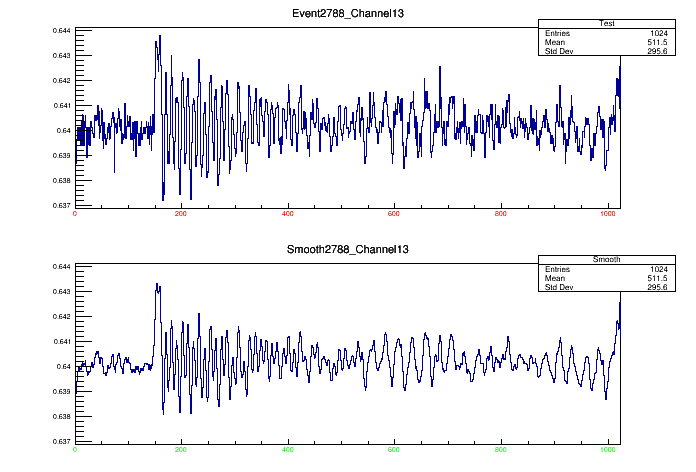 Event2788_Channel13
Test
Entries 1024
Mean 511.5
Std Dev 295.6
0.644
0.643
0.642
0.641
0.64
0.639
0.638
0.637
0 200 400 600 800 1000
Smooth2788_Channel13
Smooth
Entries 1024
Mean 511.5
Std Dev 295.6
0.644
0.643
0.642
0.641
0.64
0.639
0.638
0.637
0 200 400 600 800 1000